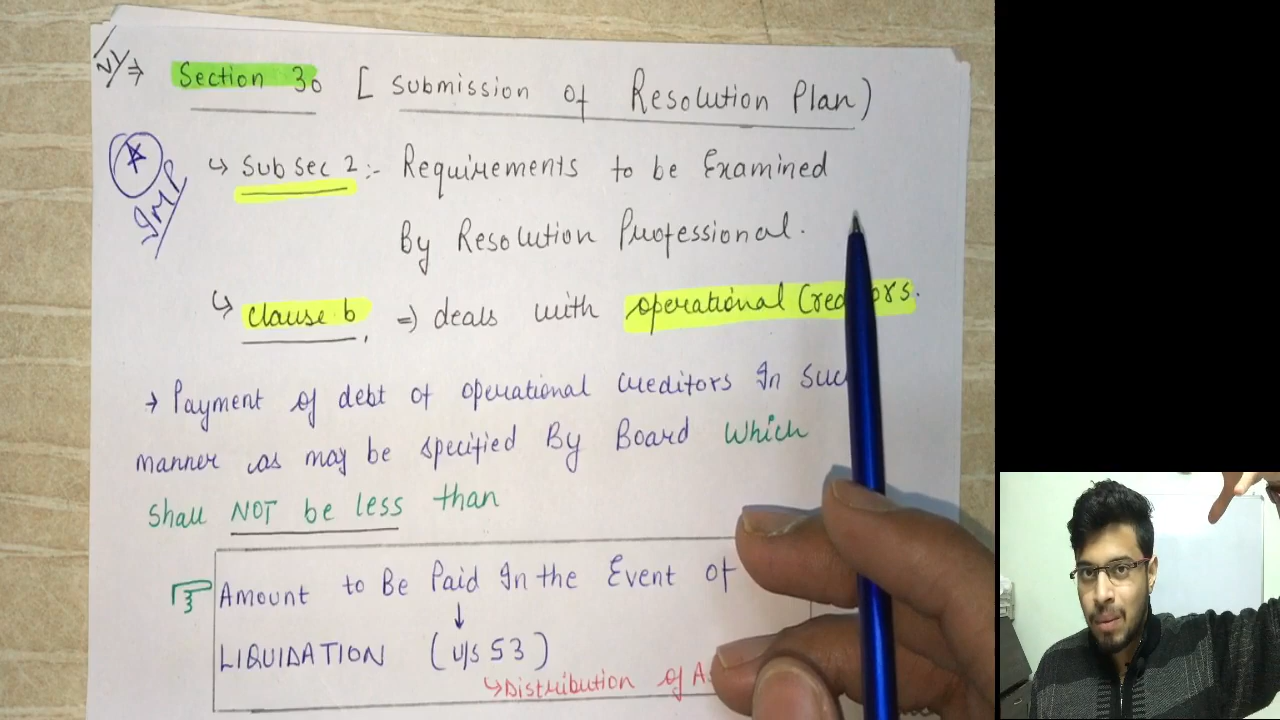 Section 30 [ Submission of Resolution Plan )
IMP
↳ Sub Sec 2:- Requirements to be Examined
By Resolution Professional.
↳ Clause b => deals with operational Creditors.
→ Payment of debt of operational creditors In
manner as may be specified By Board which
shall NOT be less than
Amount to Be Paid In the Event of
↓
LIQUIDATION ( u/s 53 )
↳ Distribution of